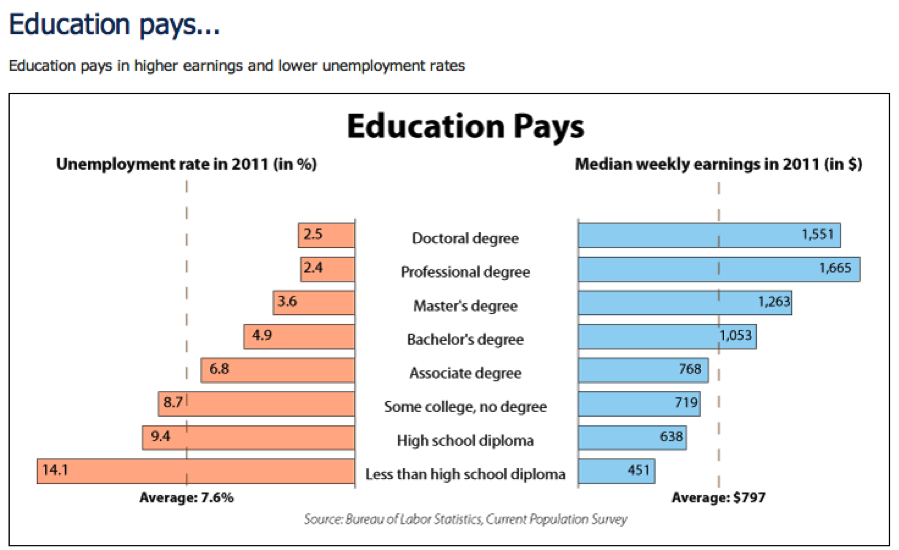 Education pays...
Education pays in higher earnings and lower unemployment rates
Education Pays
Unemployment rate in 2011 (in %)
Median weekly earnings in 2011 (in $)
2.5 Doctoral degree 1,551
2.4 Professional degree 1,665
3.6 Master's degree 1,263
4.9 Bachelor's degree 1,053
6.8 Associate degree 768
8.7 Some college, no degree 719
9.4 High school diploma 638
14.1 Less than high school diploma 451
Average: 7.6% Average: $797
Source: Bureau of Labor Statistics, Current Population Survey